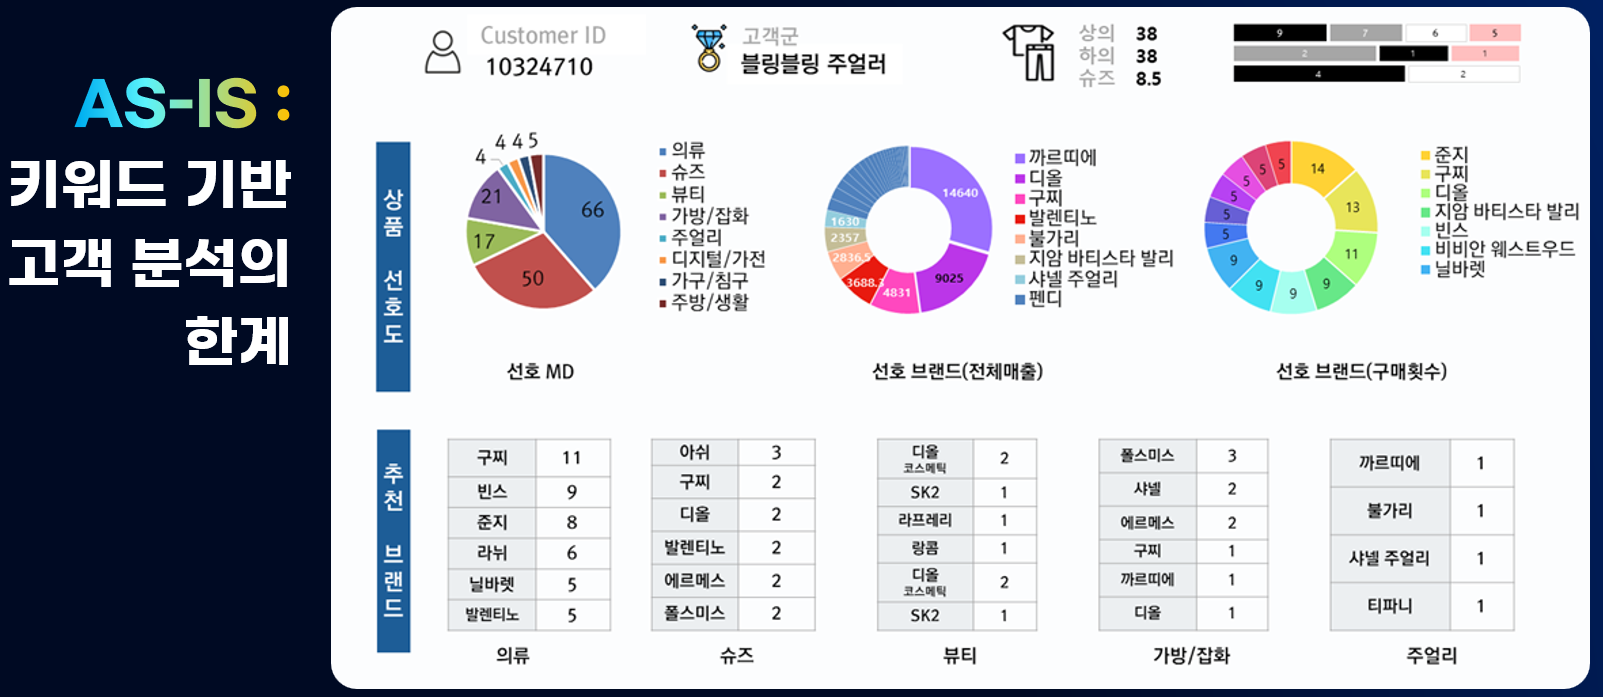 AS-IS :
키워드 기반
고객 분석의
한계
Customer ID
10324710
고객군
블링블링 주얼러
상의 38
하의 38
슈즈 8.5
9 7 6 5
2 1 1
4 2
상품 선호도
66
50
17
21
4
4
4
5
의류
슈즈
뷰티
가방/잡화
주얼리
디지털/가전
가구/침구
주방/생활
선호 MD
14640
9025
4831
3688.3
2836.5
2357
1630
까르띠에
디올
구찌
발렌티노
불가리
지암 바티스타 발리
샤넬 주얼리
펜디
선호 브랜드(전체매출)
14
13
11
9
9
9
9
5
5
5
5
5
5
준지
구찌
디올
지암 바티스타 발리
빈스
비비안 웨스트우드
닐바렛
선호 브랜드(구매횟수)
추천 브랜드
구찌 11
빈스 9
준지 8
라뉘 6
닐바렛 5
발렌티노 5
의류
아쉬 3
구찌 2
디올 2
발렌티노 2
에르메스 2
폴스미스 2
슈즈
디올
코스메틱 2
SK2 1
라프레리 1
랑콤 1
디올
코스메틱 2
SK2 1
뷰티
폴스미스 3
샤넬 2
에르메스 2
구찌 1
까르띠에 1
디올 1
가방/잡화
까르띠에 1
불가리 1
샤넬 주얼리 1
티파니 1
주얼리